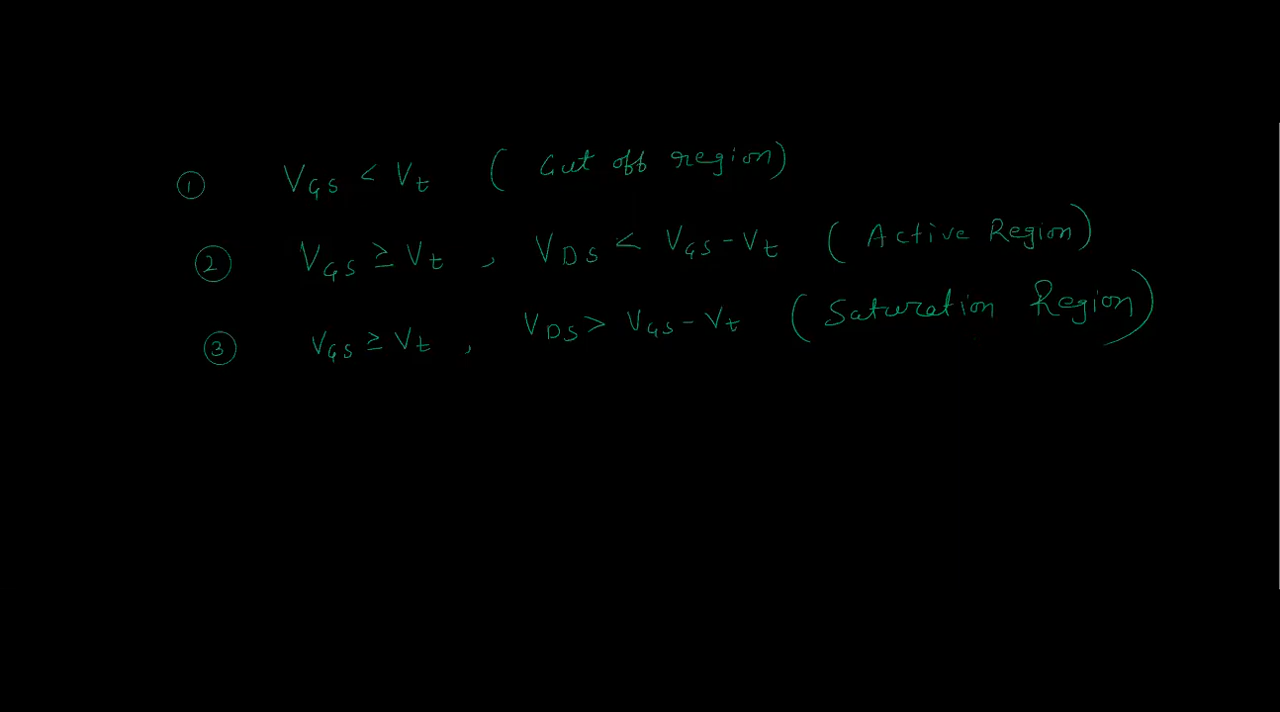 ① V_GS < V_t ( Cut off region)
② V_GS ≥ V_t , V_DS < V_GS - V_t ( Active Region)
③ V_GS ≥ V_t , V_DS > V_GS - V_t ( Saturation Region)